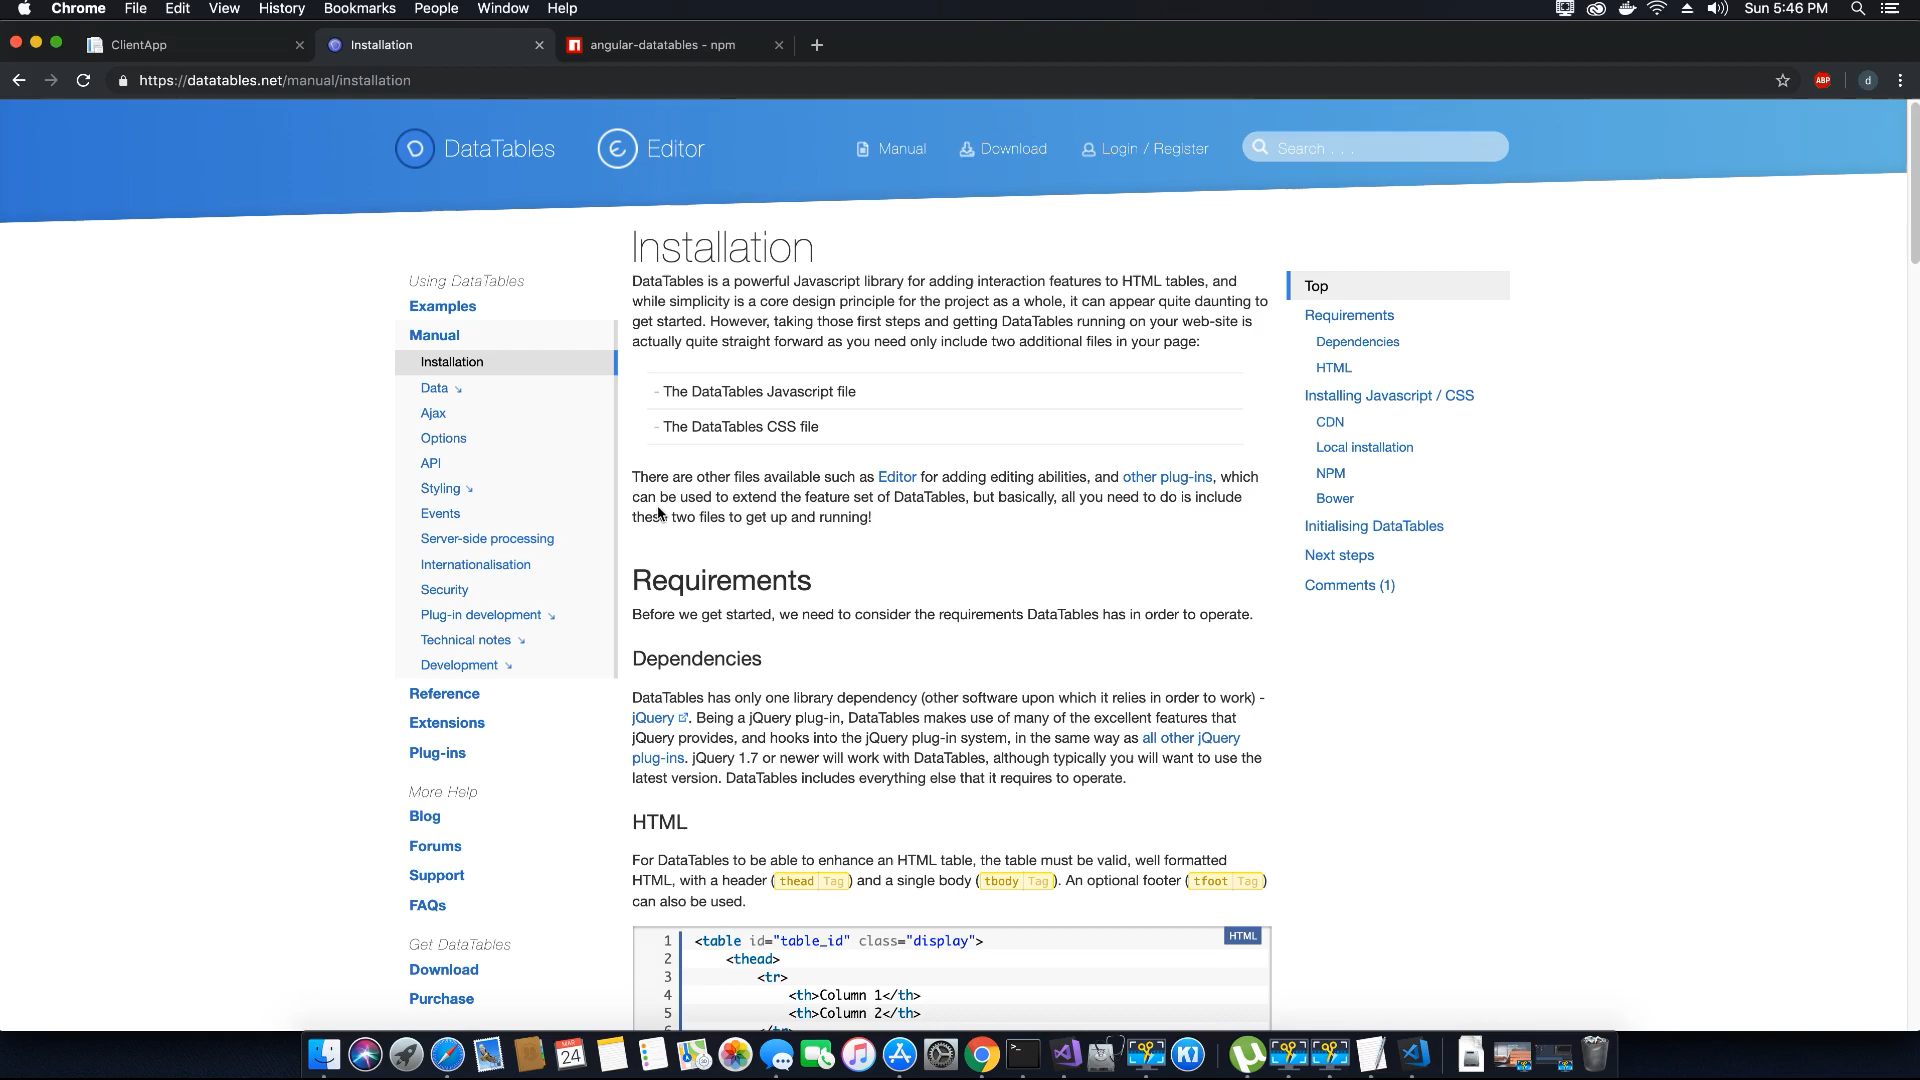 Chrome File Edit View History Bookmarks People Window Help Sun 5:46 PM
ClientApp Installation angular-datatables - npm
https://datatables.net/manual/installation ABP d
DataTables Editor Manual Download Login / Register Search . . .
Installation
Using DataTables
Examples
Manual
Installation
Data
Ajax
Options
API
Styling
Events
Server-side processing
Internationalisation
Security
Plug-in development
Technical notes
Development
Reference
Extensions
Plug-ins
More Help
Blog
Forums
Support
FAQs
Get DataTables
Download
Purchase
DataTables is a powerful Javascript library for adding interaction features to HTML tables, and
while simplicity is a core design principle for the project as a whole, it can appear quite daunting to
get started. However, taking those first steps and getting DataTables running on your web-site is
actually quite straight forward as you need only include two additional files in your page:
- The DataTables Javascript file
- The DataTables CSS file
There are other files available such as Editor for adding editing abilities, and other plug-ins, which
can be used to extend the feature set of DataTables, but basically, all you need to do is include
these two files to get up and running!
Requirements
Before we get started, we need to consider the requirements DataTables has in order to operate.
Dependencies
DataTables has only one library dependency (other software upon which it relies in order to work) -
jQuery . Being a jQuery plug-in, DataTables makes use of many of the excellent features that
jQuery provides, and hooks into the jQuery plug-in system, in the same way as all other jQuery
plug-ins. jQuery 1.7 or newer will work with DataTables, although typically you will want to use the
latest version. DataTables includes everything else that it requires to operate.
HTML
For DataTables to be able to enhance an HTML table, the table must be valid, well formatted
HTML, with a header ( thead Tag ) and a single body ( tbody Tag ). An optional footer ( tfoot Tag )
can also be used.
HTML
1 <table id="table_id" class="display">
2 <thead>
3 <tr>
4 <th>Column 1</th>
5 <th>Column 2</th>
6 </tr>
Top
Requirements
Dependencies
HTML
Installing Javascript / CSS
CDN
Local installation
NPM
Bower
Initialising DataTables
Next steps
Comments (1)
MAR
24